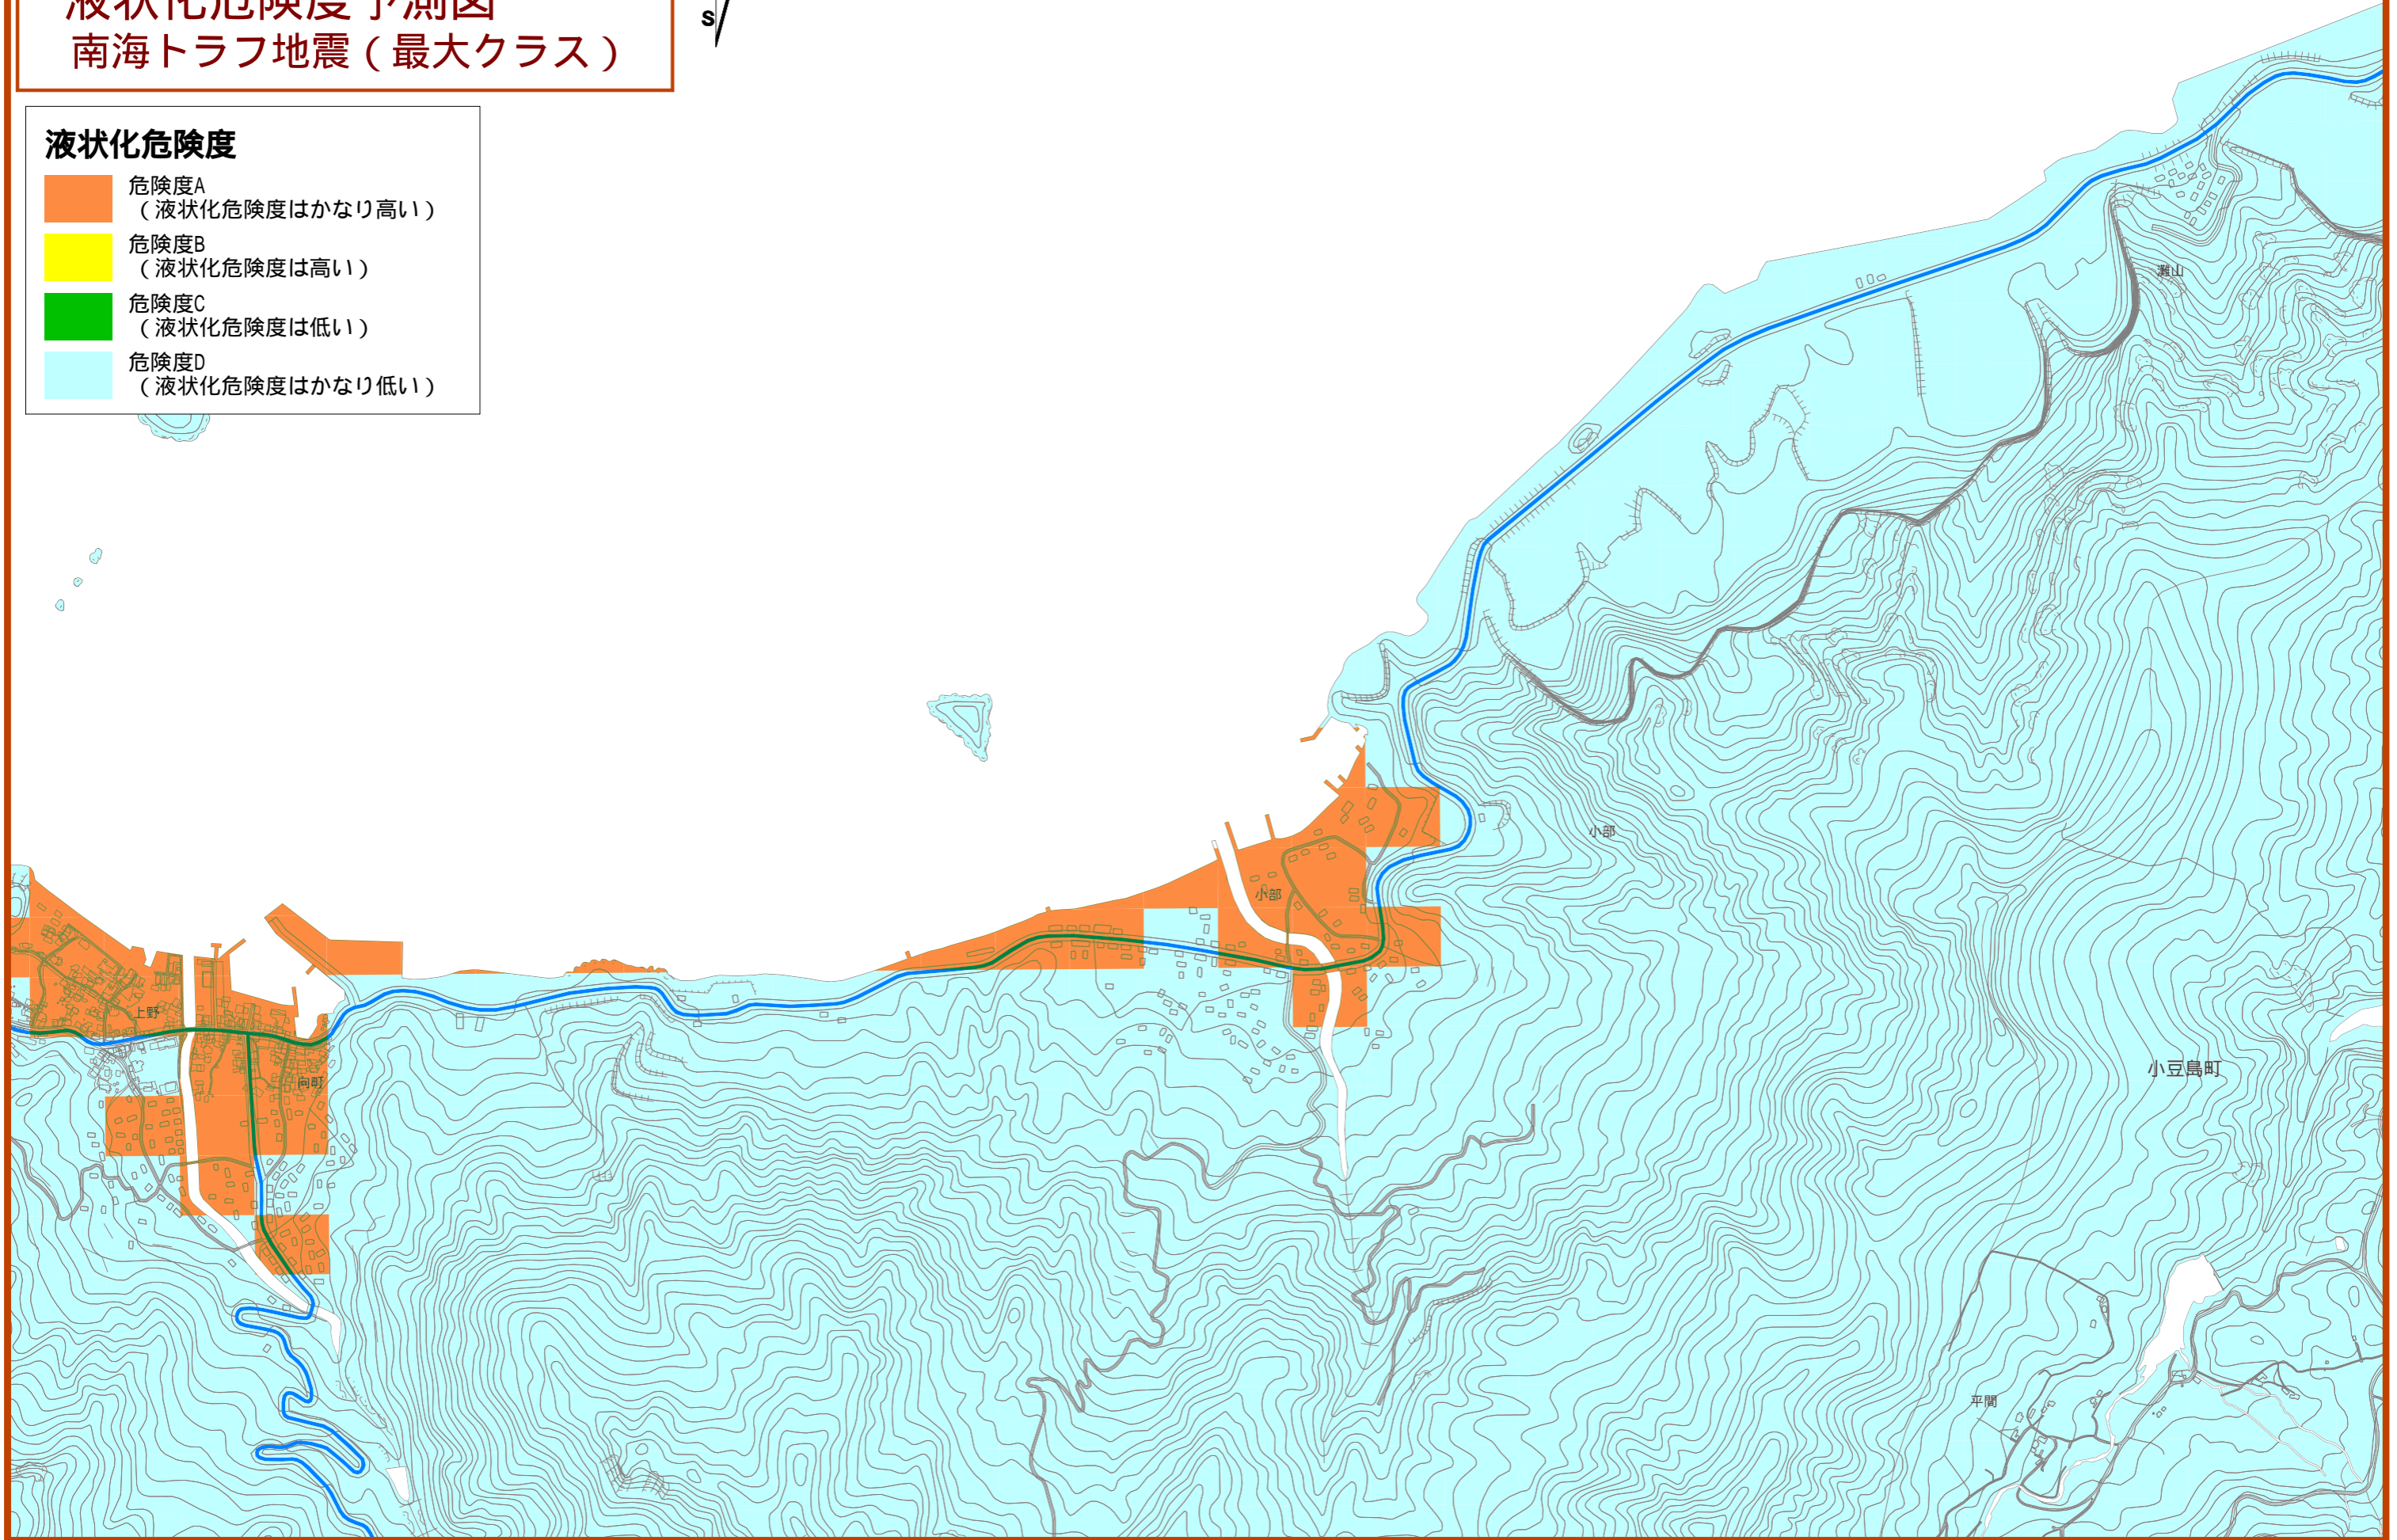 液状化危険度予測図
南海トラフ地震(最大クラス)
S
液状化危険度
危険度A
(液状化危険度はかなり高い)
危険度B
(液状化危険度は高い)
危険度C
(液状化危険度は低い)
危険度D
(液状化危険度はかなり低い)
灘山
小部
小部
上野
向町
小豆島町
平間